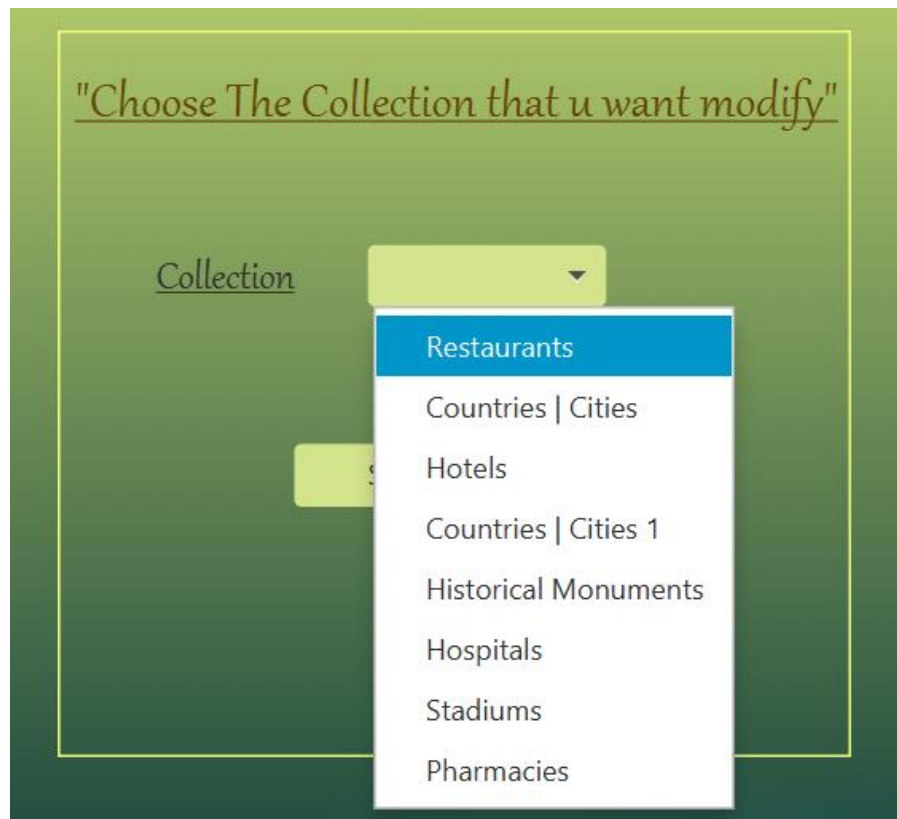 "Choose The Collection that u want modify"
Collection
Restaurants
Countries | Cities
Hotels
Countries | Cities 1
Historical Monuments
Hospitals
Stadiums
Pharmacies